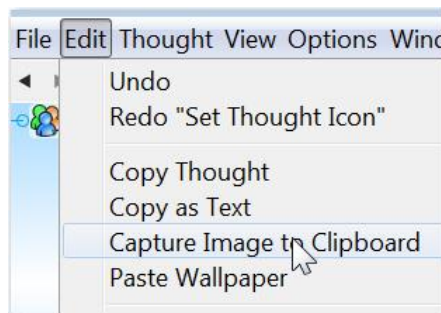 File Edit Thought View Options
Undo
Redo "Set Thought Icon"
Copy Thought
Copy as Text
Capture Image to Clipboard
Paste Wallpaper